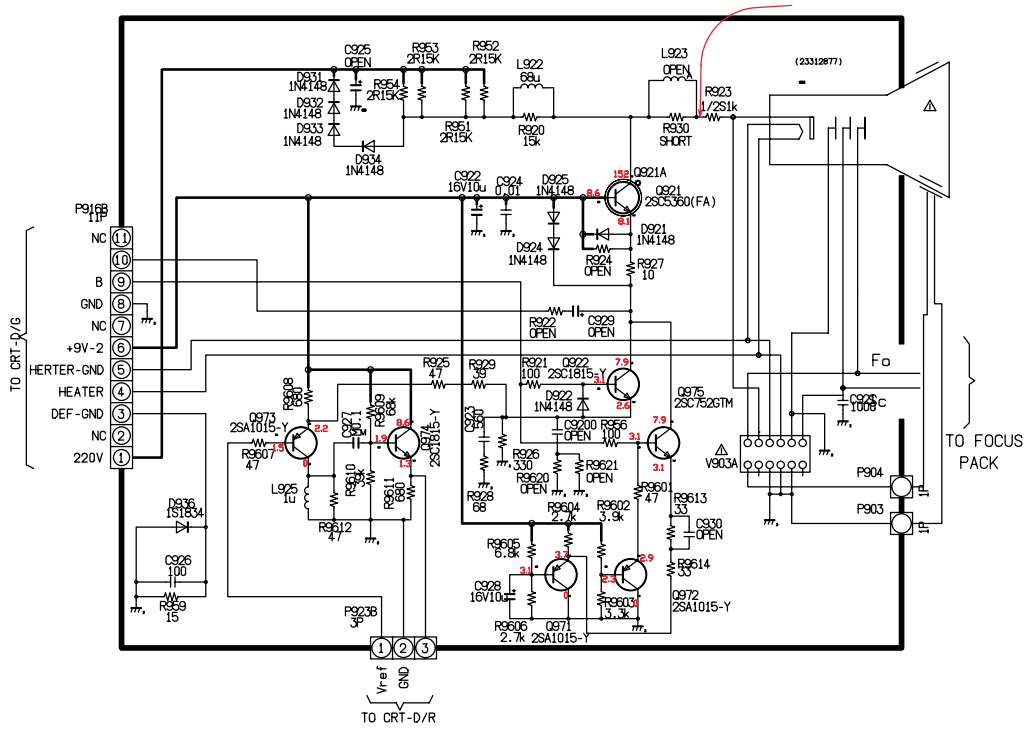 (23312877)
C925
OPEN
R953
2R15K
R952
2R15K
L922
68u
L923
OPEN
R923
1/2S1k
D931
1N4148
R954
2R15K
D932
1N4148
D933
1N4148
D934
1N4148
R951
2R15K
R920
15k
R930
SHORT
C922
16V10u
C924
0.01
D925
1N4148
152
Q921A
8.6
Q921
2SC5360(FA)
8.1
D921
1N4148
D924
1N4148
R924
OPEN
R927
10
R922
OPEN
C929
OPEN
P916B
11P
NC 11
10
B 9
GND 8
NC 7
+9V-2 6
HERTER-GND 5
HEATER 4
DEF-GND 3
NC 2
220V 1
TO CRT-D/G
R9608
680
R9609
68k
R925
47
R929
39
R921
100
Q922
2SC1815-Y
7.9
3.1
2.6
D922
1N4148
Q975
2SC752GTM
7.9
3.1
3.1
Q973
2SA1015-Y
2.2
1.5
0
R9607
47
C927
0.1
1.9
8.6
1.3
Q974
2SC1815-Y
C923
560
R926
330
R928
68
C9200
OPEN
R956
100
R9620
OPEN
R9621
OPEN
R9601
47
R9613
33
C930
OPEN
R9614
33
L925
1u
R9610
39k
R9611
680
R9612
47
D936
1S1834
C926
100
R959
15
R9604
2.7k
R9602
3.9k
R9605
6.8k
3.1
3.7
0
2.3
2.9
0
C928
16V10u
R9606
2.7k
Q971
2SA1015-Y
R9603
3.3k
Q972
2SA1015-Y
Fo
V903A
P904
1P
P903
1P
TO FOCUS
PACK
P923B
3P
1 2 3
Vref
GND
TO CRT-D/R